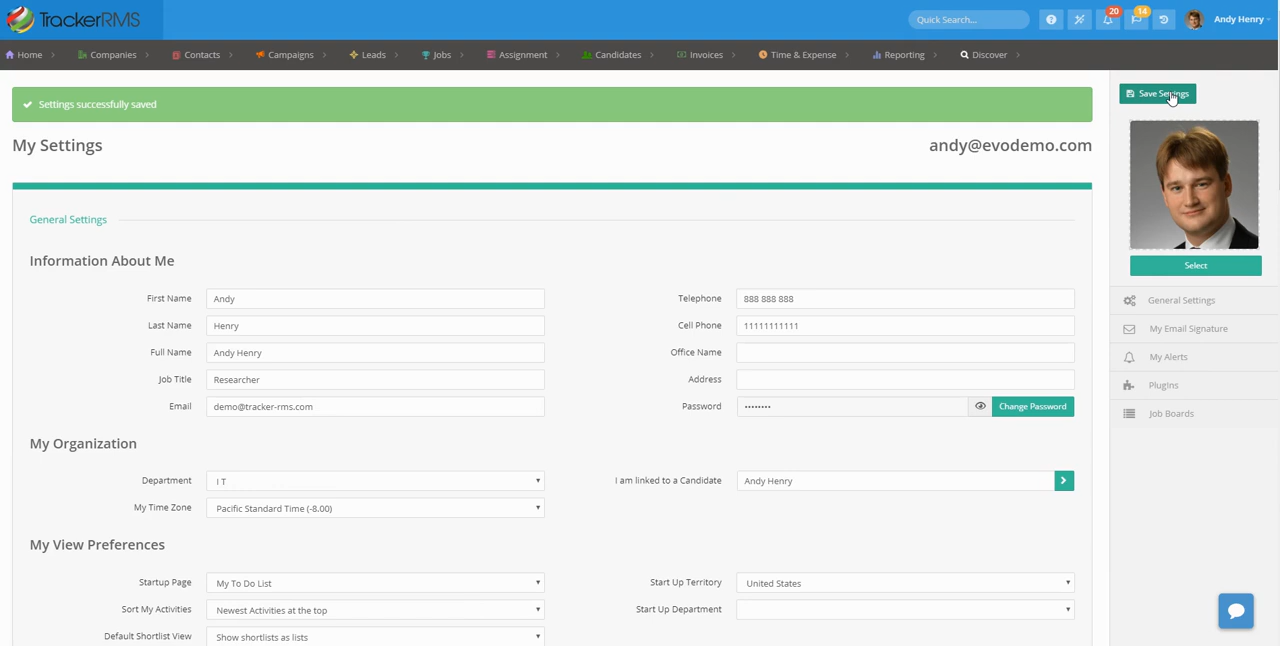 TrackerRMS
Quick Search...
20
14
Andy Henry
Home
Companies
Contacts
Campaigns
Leads
Jobs
Assignment
Candidates
Invoices
Time & Expense
Reporting
Discover
Settings successfully saved
Save Settings
My Settings
andy@evodemo.com
General Settings
Information About Me
First Name Andy
Telephone 888 888 888
Last Name Henry
Cell Phone 11111111111
Full Name Andy Henry
Office Name
Job Title Researcher
Address
Email demo@tracker-rms.com
Password ········ Change Password
My Organization
Department I T
I am linked to a Candidate Andy Henry
My Time Zone Pacific Standard Time (-8.00)
My View Preferences
Startup Page My To Do List
Start Up Territory United States
Sort My Activities Newest Activities at the top
Start Up Department
Default Shortlist View Show shortlists as lists
Select
General Settings
My Email Signature
My Alerts
Plugins
Job Boards